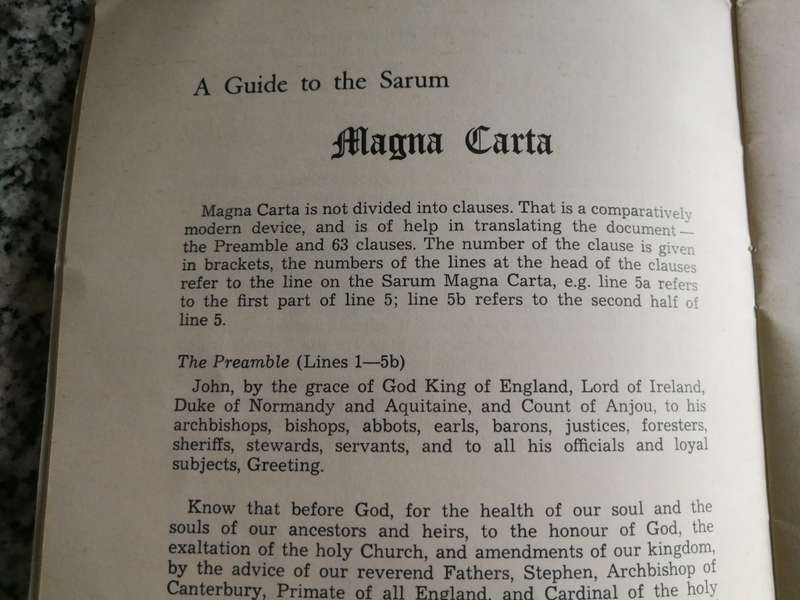 A Guide to the Sarum
Magna Carta
Magna Carta is not divided into clauses. That is a comparatively
modern device, and is of help in translating the document —
the Preamble and 63 clauses. The number of the clause is given
in brackets, the numbers of the lines at the head of the clauses
refer to the line on the Sarum Magna Carta, e.g. line 5a refers
to the first part of line 5; line 5b refers to the second half of
line 5.
The Preamble (Lines 1—5b)
John, by the grace of God King of England, Lord of Ireland,
Duke of Normandy and Aquitaine, and Count of Anjou, to his
archbishops, bishops, abbots, earls, barons, justices, foresters,
sheriffs, stewards, servants, and to all his officials and loyal
subjects, Greeting.
Know that before God, for the health of our soul and the
souls of our ancestors and heirs, to the honour of God, the
exaltation of the holy Church, and amendments of our kingdom,
by the advice of our reverend Fathers, Stephen, Archbishop of
Canterbury, Primate of all England, and Cardinal of the holy